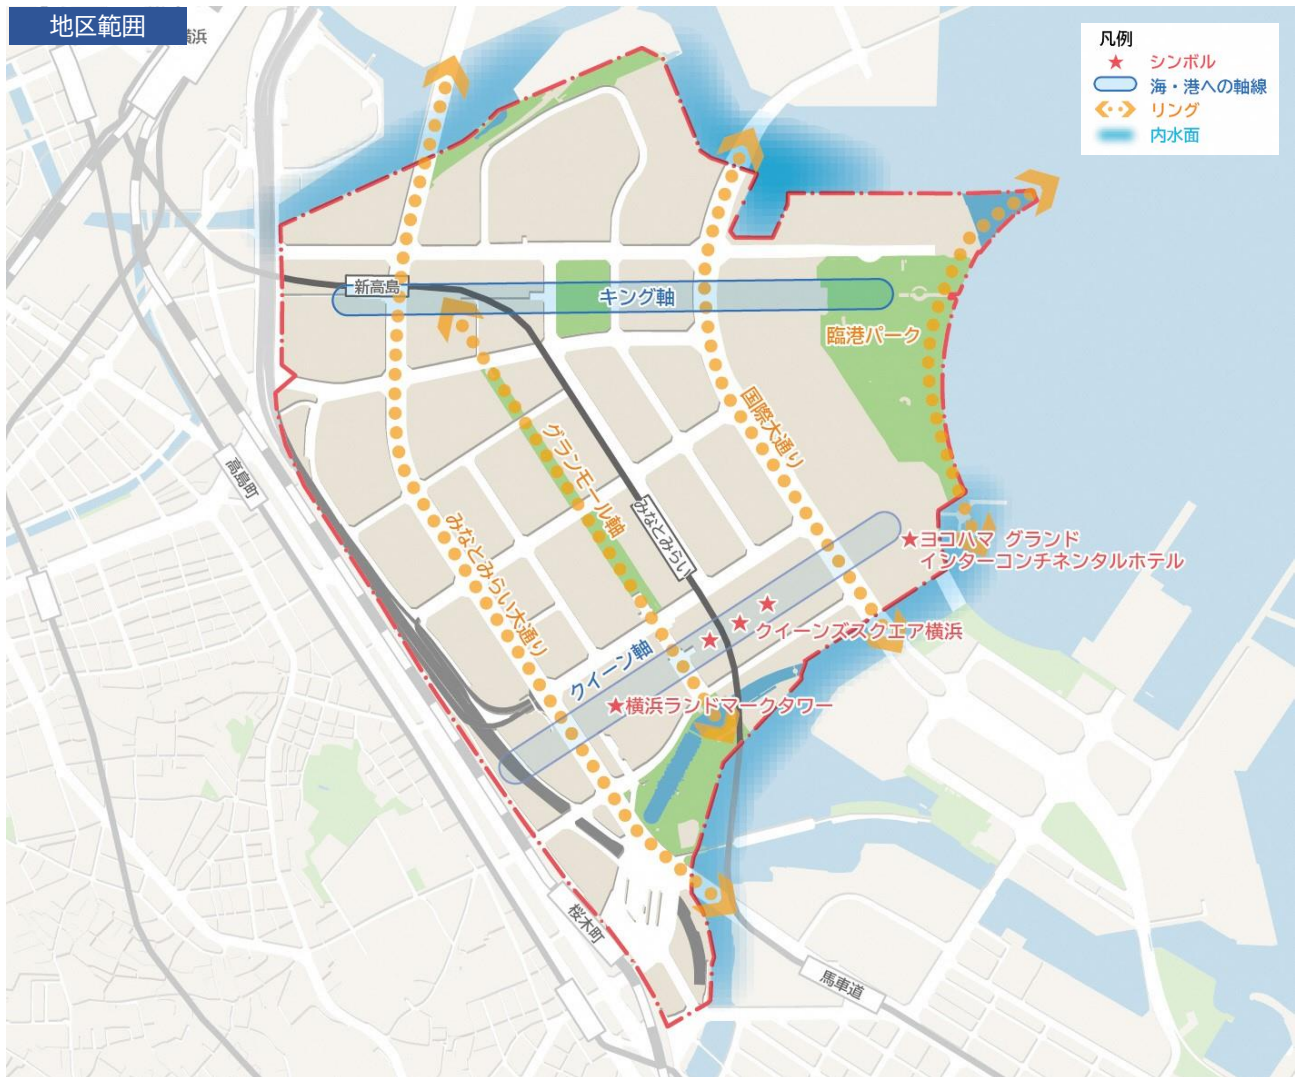 地区範囲
横浜
凡例
シンボル
海・港への軸線
リング
内水面
新高島
キング軸
臨港パーク
国際大通り
グランモール軸
高島町
みなとみらい
みなとみらい大通り
ヨコハマ グランド
インターコンチネンタルホテル
クイーンズスクエア横浜
クイーン軸
横浜ランドマークタワー
桜木町
馬車道